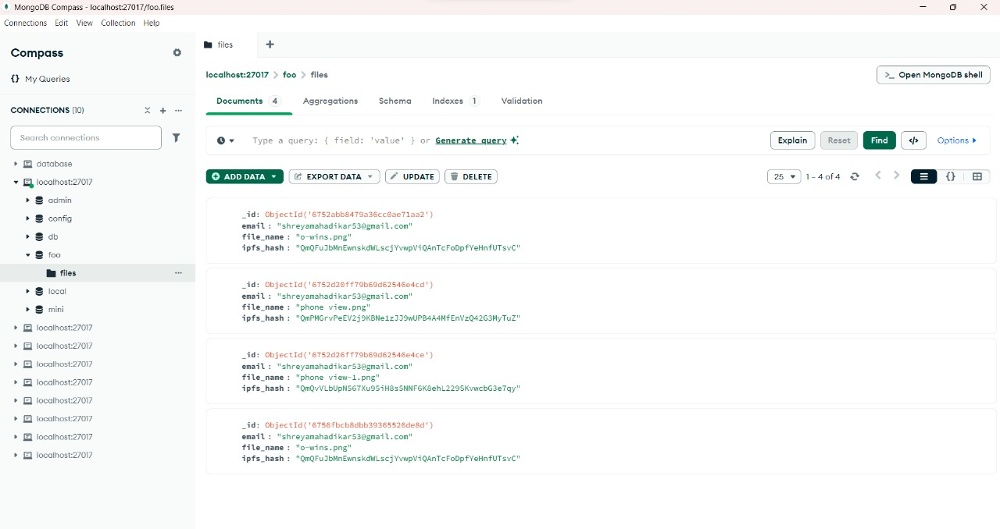 MongoDB Compass - localhost:27017/foo.files
Connections Edit View Collection Help
Compass
{} My Queries
CONNECTIONS (10)
Search connections
database
localhost:27017
admin
config
db
foo
files
local
mini
localhost:27017
localhost:27017
localhost:27017
localhost:27017
localhost:27017
localhost:27017
localhost:27017
localhost:27017
files
localhost:27017 > foo > files
>_ Open MongoDB shell
Documents 4 Aggregations Schema Indexes 1 Validation
Type a query: { field: 'value' } or Generate query
Explain Reset Find </> Options
ADD DATA EXPORT DATA UPDATE DELETE
25 1 – 4 of 4 {}
_id: ObjectId('6752abb8479a36cc0ae71aa2')
email : "shreyamahadikar53@gmail.com"
file_name : "o-wins.png"
ipfs_hash : "QmQFuJbMnEwnskdWLscjYvwpViQAnTcFoDpfYeHnfUTsvC"
_id: ObjectId('6752d20ff79b69d62546e4cd')
email : "shreyamahadikar53@gmail.com"
file_name : "phone view.png"
ipfs_hash : "QmPMGrvPeEV2j9KBNe1zJJ9wUPB4A4MfEnVzQ42G3MyTuZ"
_id: ObjectId('6752d26ff79b69d62546e4ce')
email : "shreyamahadikar53@gmail.com"
file_name : "phone view-1.png"
ipfs_hash : "QmQvVLbUpNS67Xu95iH8s5NNF6K8ehL229SKvwcbG3e7qy"
_id: ObjectId('6756fbcb8dbb39365526de8d')
email : "shreyamahadikar53@gmail.com"
file_name : "o-wins.png"
ipfs_hash : "QmQFuJbMnEwnskdWLscjYvwpViQAnTcFoDpfYeHnfUTsvC"